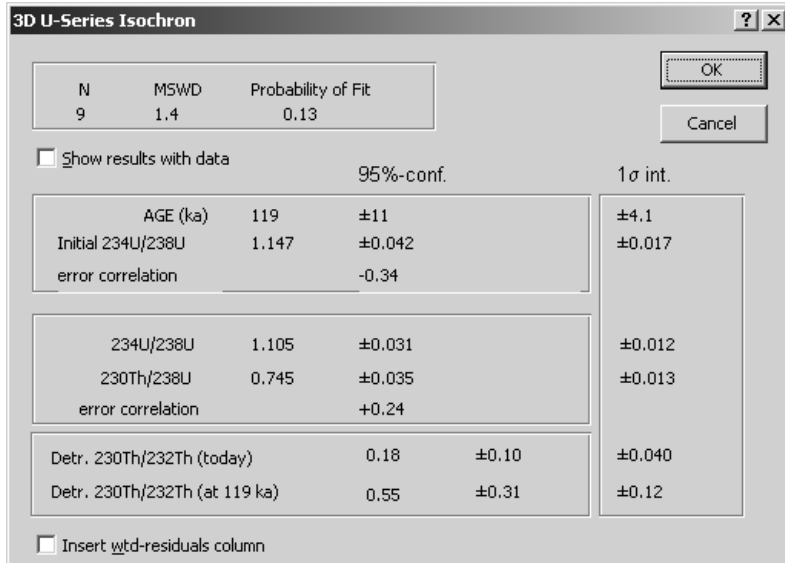 3D U-Series Isochron ? X
OK
N MSWD Probability of Fit
9 1.4 0.13
Cancel
Show results with data
95%-conf. 1σ int.
AGE (ka) 119 ±11 ±4.1
Initial 234U/238U 1.147 ±0.042 ±0.017
error correlation -0.34
234U/238U 1.105 ±0.031 ±0.012
230Th/238U 0.745 ±0.035 ±0.013
error correlation +0.24
Detr. 230Th/232Th (today) 0.18 ±0.10 ±0.040
Detr. 230Th/232Th (at 119 ka) 0.55 ±0.31 ±0.12
Insert wtd-residuals column